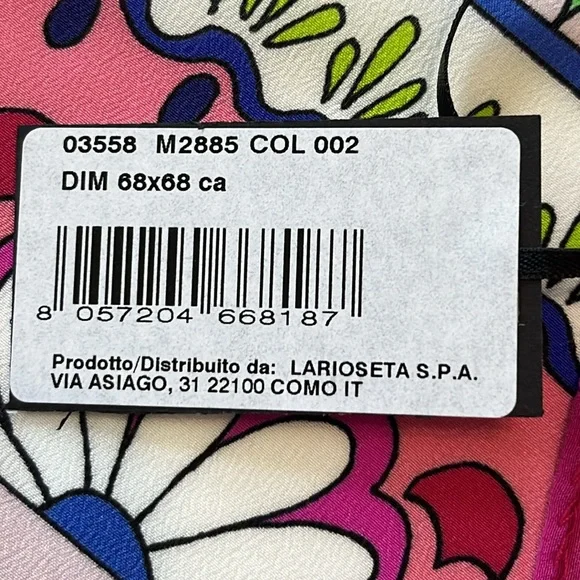 03558 M2885 COL 002
DIM 68x68 ca
8 057204 668187
Prodotto/Distribuito da: LARIOSETA S.P.A.
VIA ASIAGO, 31 22100 COMO IT